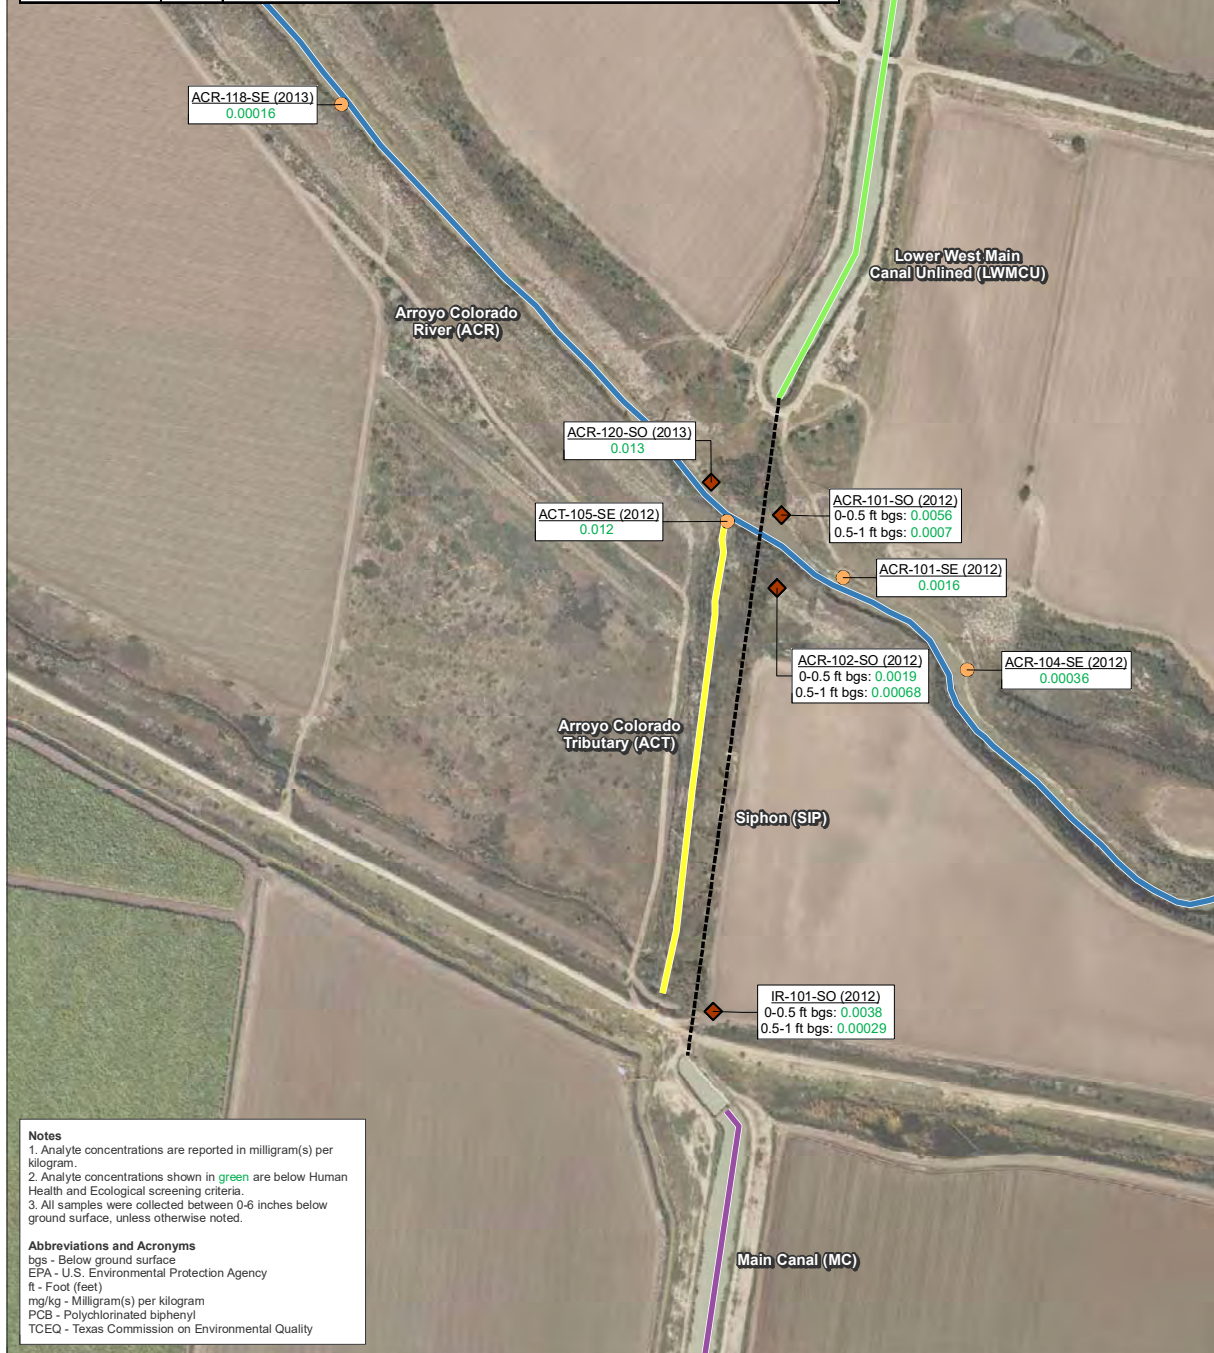 ACR-118-SE (2013)
0.00016
Lower West Main
Canal Unlined (LWMCU)
Arroyo Colorado
River (ACR)
ACR-120-SO (2013)
0.013
ACR-101-SO (2012)
0-0.5 ft bgs: 0.0056
0.5-1 ft bgs: 0.0007
ACT-105-SE (2012)
0.012
ACR-101-SE (2012)
0.0016
ACR-102-SO (2012)
0-0.5 ft bgs: 0.0019
0.5-1 ft bgs: 0.00068
ACR-104-SE (2012)
0.00036
Arroyo Colorado
Tributary (ACT)
Siphon (SIP)
IR-101-SO (2012)
0-0.5 ft bgs: 0.0038
0.5-1 ft bgs: 0.00029
Main Canal (MC)
Notes
1. Analyte concentrations are reported in milligram(s) per
kilogram.
2. Analyte concentrations shown in green are below Human
Health and Ecological screening criteria.
3. All samples were collected between 0-6 inches below
ground surface, unless otherwise noted.
Abbreviations and Acronyms
bgs - Below ground surface
EPA - U.S. Environmental Protection Agency
ft - Foot (feet)
mg/kg - Milligram(s) per kilogram
PCB - Polychlorinated biphenyl
TCEQ - Texas Commission on Environmental Quality